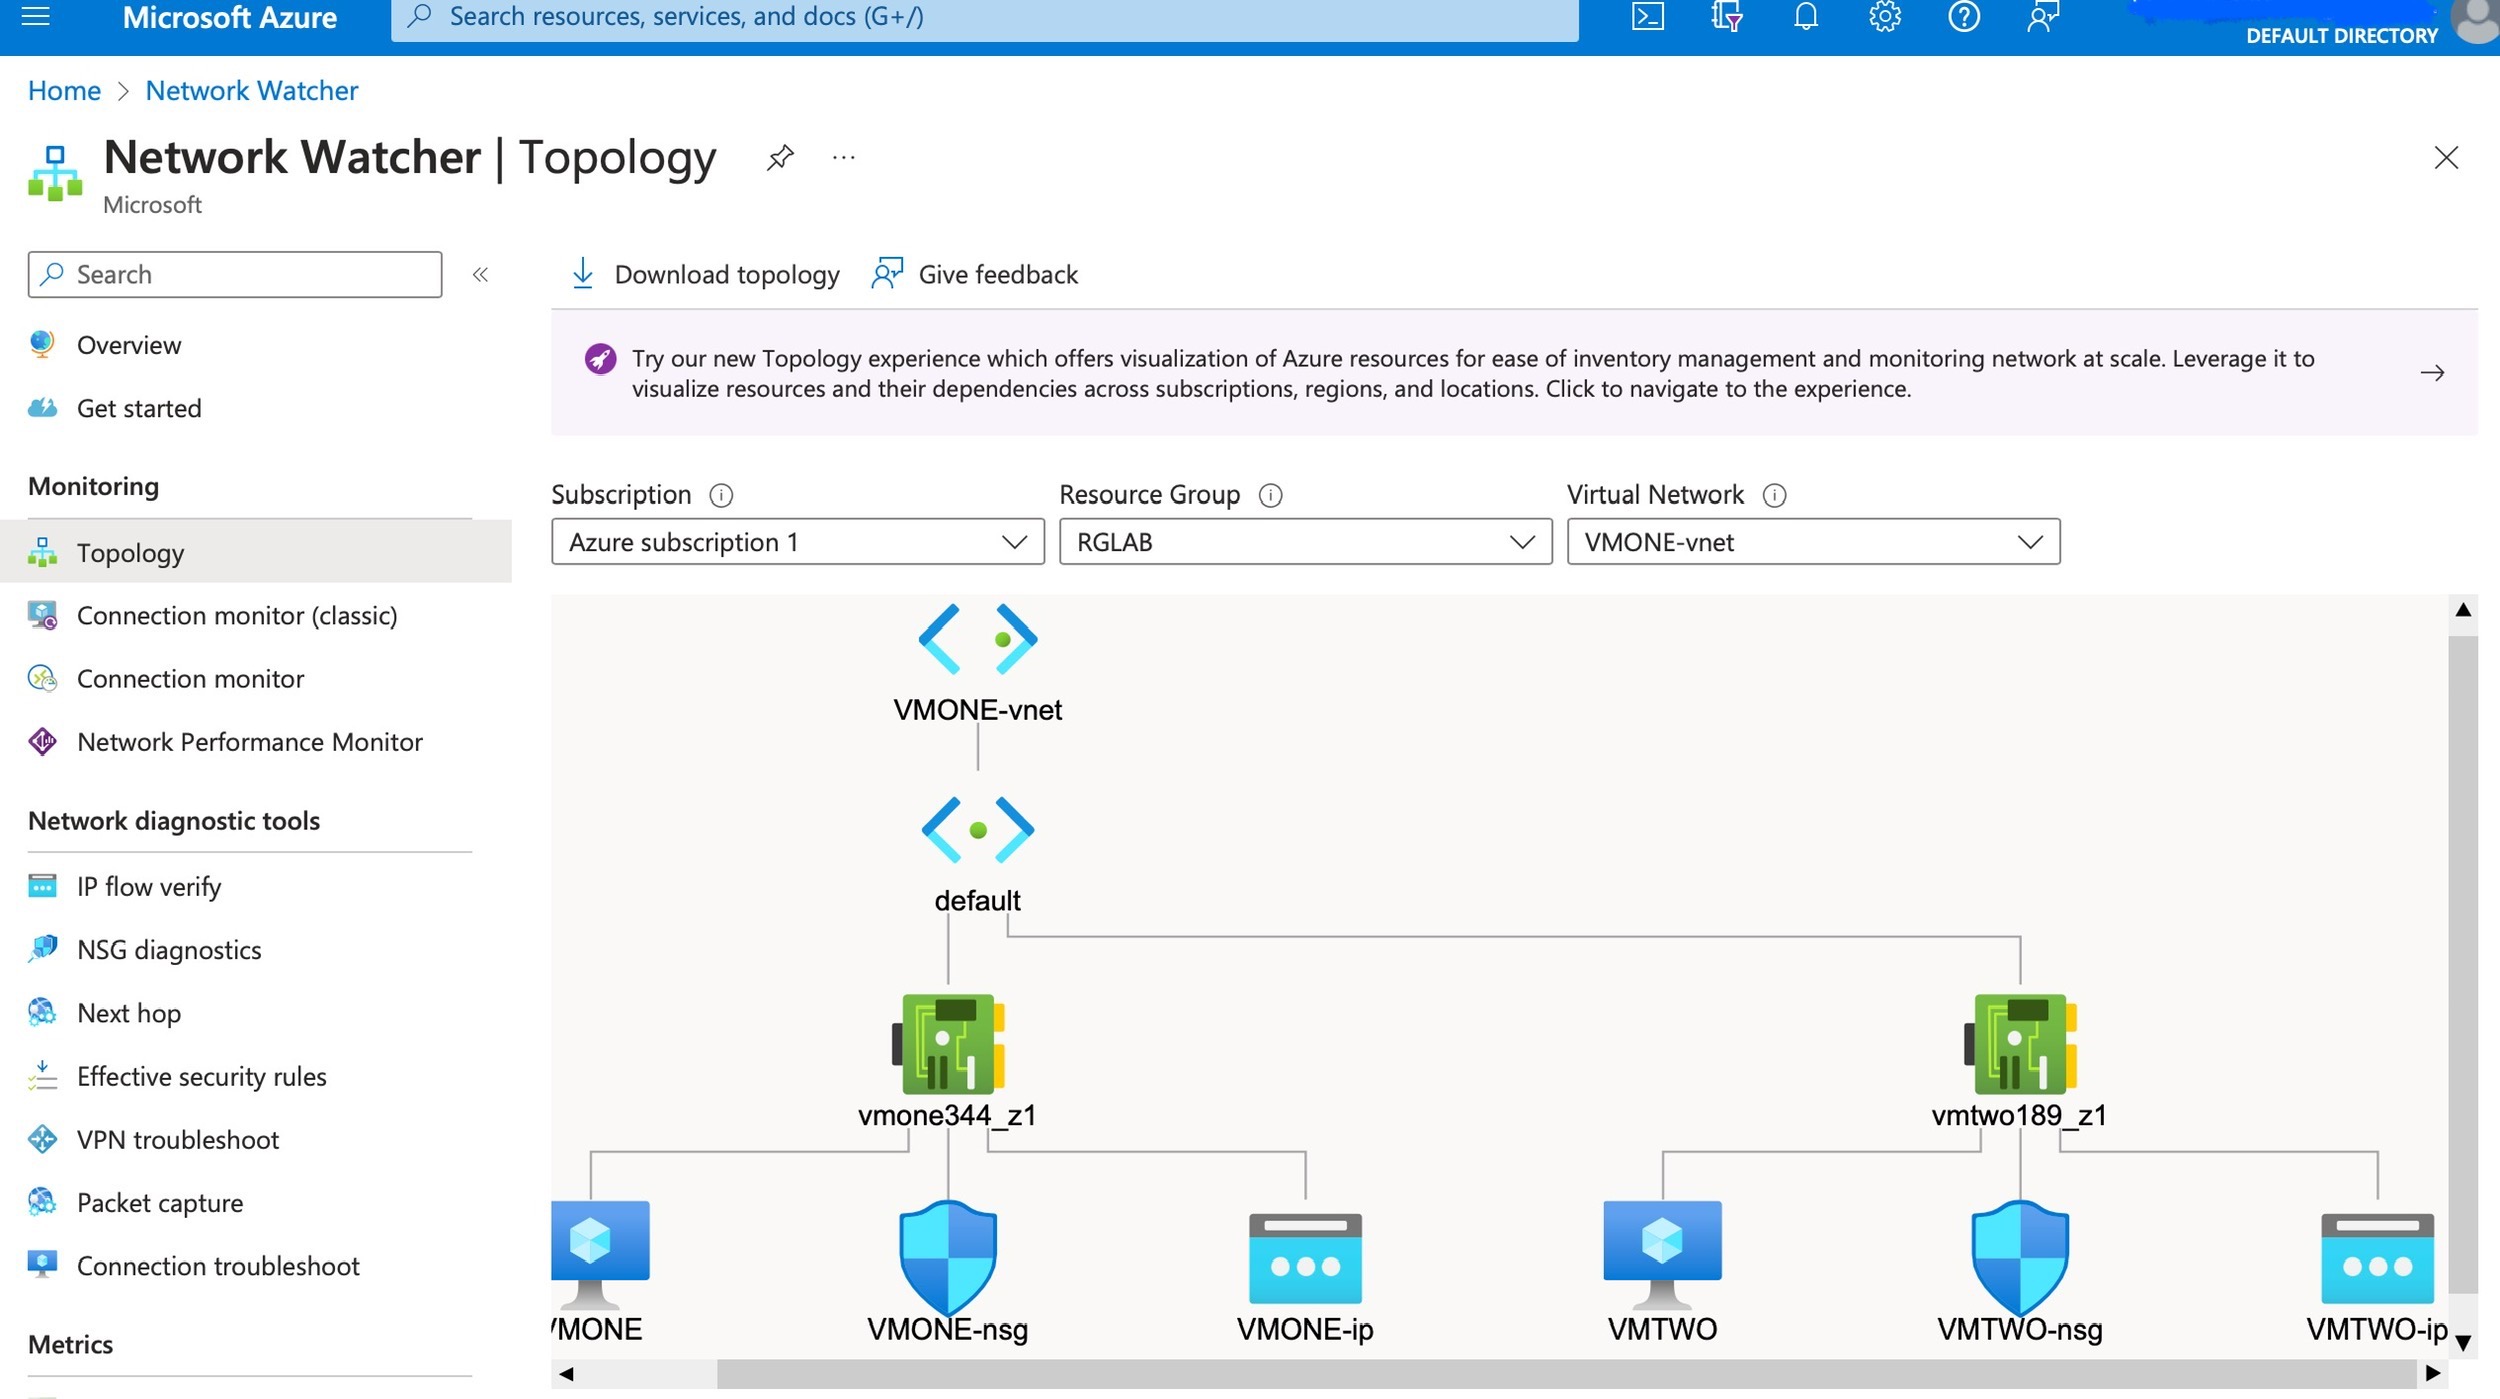 Microsoft Azure
Search resources, services, and docs (G+/)
DEFAULT DIRECTORY
Home > Network Watcher
Network Watcher | Topology
...
Microsoft
Search
«
Download topology
Give feedback
Overview
Get started
Monitoring
Topology
Connection monitor (classic)
Connection monitor
Network Performance Monitor
Network diagnostic tools
IP flow verify
NSG diagnostics
Next hop
Effective security rules
VPN troubleshoot
Packet capture
Connection troubleshoot
Metrics
Try our new Topology experience which offers visualization of Azure resources for ease of inventory management and monitoring network at scale. Leverage it to
visualize resources and their dependencies across subscriptions, regions, and locations. Click to navigate to the experience.
Subscription
Resource Group
Virtual Network
Azure subscription 1
RGLAB
VMONE-vnet
VMONE-vnet
default
vmone344_z1
vmtwo189_z1
VMONE
VMONE-nsg
VMONE-ip
VMTWO
VMTWO-nsg
VMTWO-ip